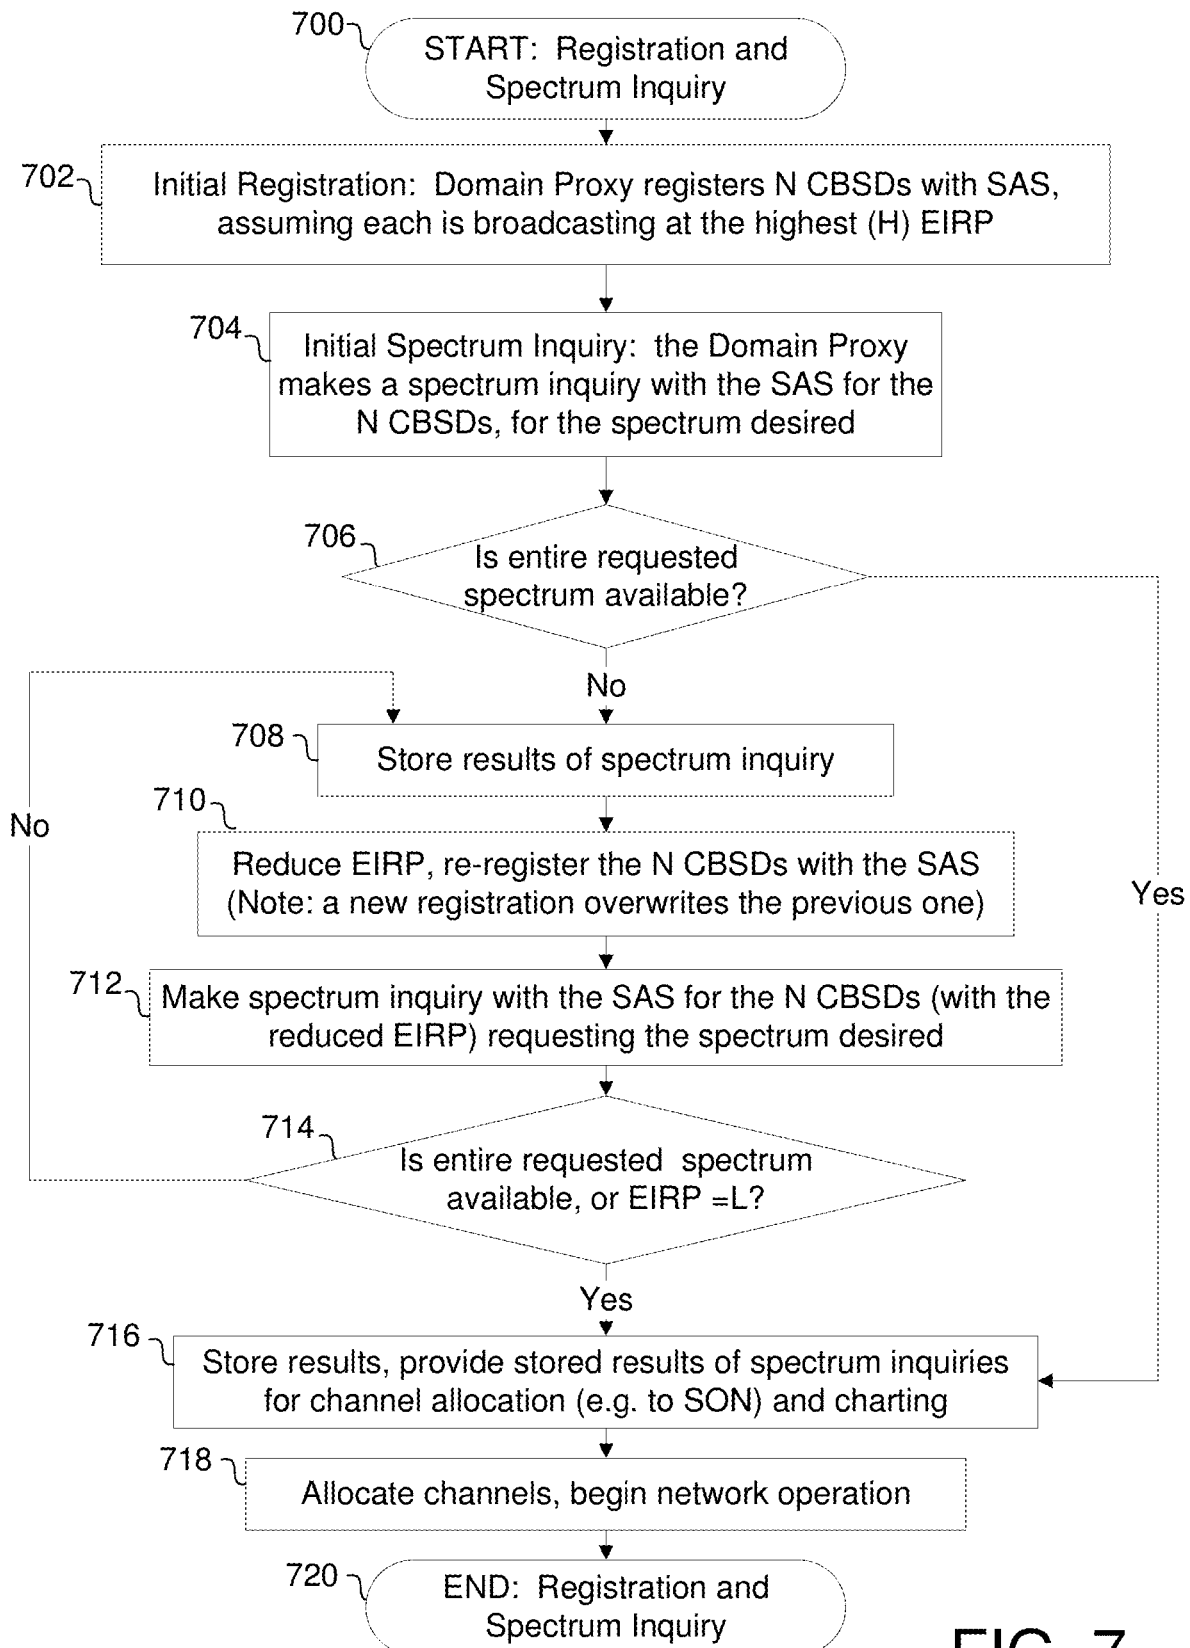 700
START: Registration and
Spectrum Inquiry
702
Initial Registration: Domain Proxy registers N CBSDs with SAS,
assuming each is broadcasting at the highest (H) EIRP
704
Initial Spectrum Inquiry: the Domain Proxy
makes a spectrum inquiry with the SAS for the
N CBSDs, for the spectrum desired
706
Is entire requested
spectrum available?
No
708
Store results of spectrum inquiry
710
No
Reduce EIRP, re-register the N CBSDs with the SAS
(Note: a new registration overwrites the previous one)
Yes
712
Make spectrum inquiry with the SAS for the N CBSDs (with the
reduced EIRP) requesting the spectrum desired
714
Is entire requested spectrum
available, or EIRP =L?
Yes
716
Store results, provide stored results of spectrum inquiries
for channel allocation (e.g. to SON) and charting
718
Allocate channels, begin network operation
720
END: Registration and
Spectrum Inquiry
FIG. 7